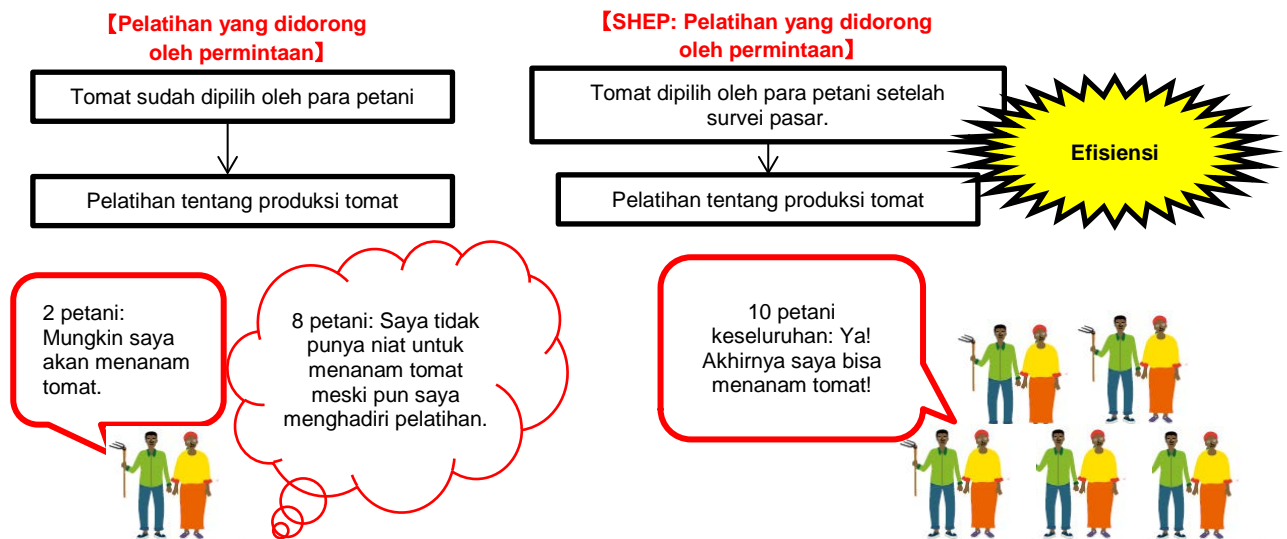 【Pelatihan yang didorong
oleh permintaan】
Tomat sudah dipilih oleh para petani
Pelatihan tentang produksi tomat
2 petani:
Mungkin saya
akan menanam
tomat.
8 petani: Saya tidak
punya niat untuk
menanam tomat
meski pun saya
menghadiri pelatihan.
【SHEP: Pelatihan yang didorong
oleh permintaan】
Tomat dipilih oleh para petani setelah
survei pasar.
Pelatihan tentang produksi tomat
Efisiensi
10 petani
keseluruhan: Ya!
Akhirnya saya bisa
menanam tomat!